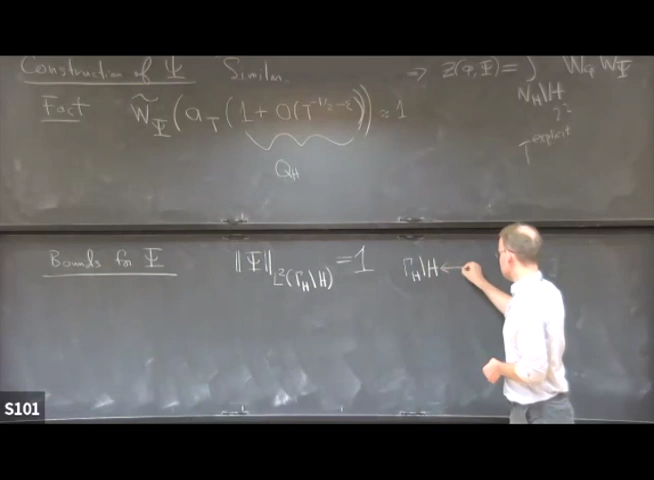 Construction of Ψ Similar. ⇒ Z(φ,Ψ) = ∫ W_φ W_Ψ
N_H\H
Fact W̃_Ψ(a_T(1+O(T^{-1/2-ε}))) ≈ 1
T^{explicit}
Q_H
Bounds for Ψ ‖Ψ‖_{L²(Γ_H\H)} = 1 Γ_H\H ←
S101